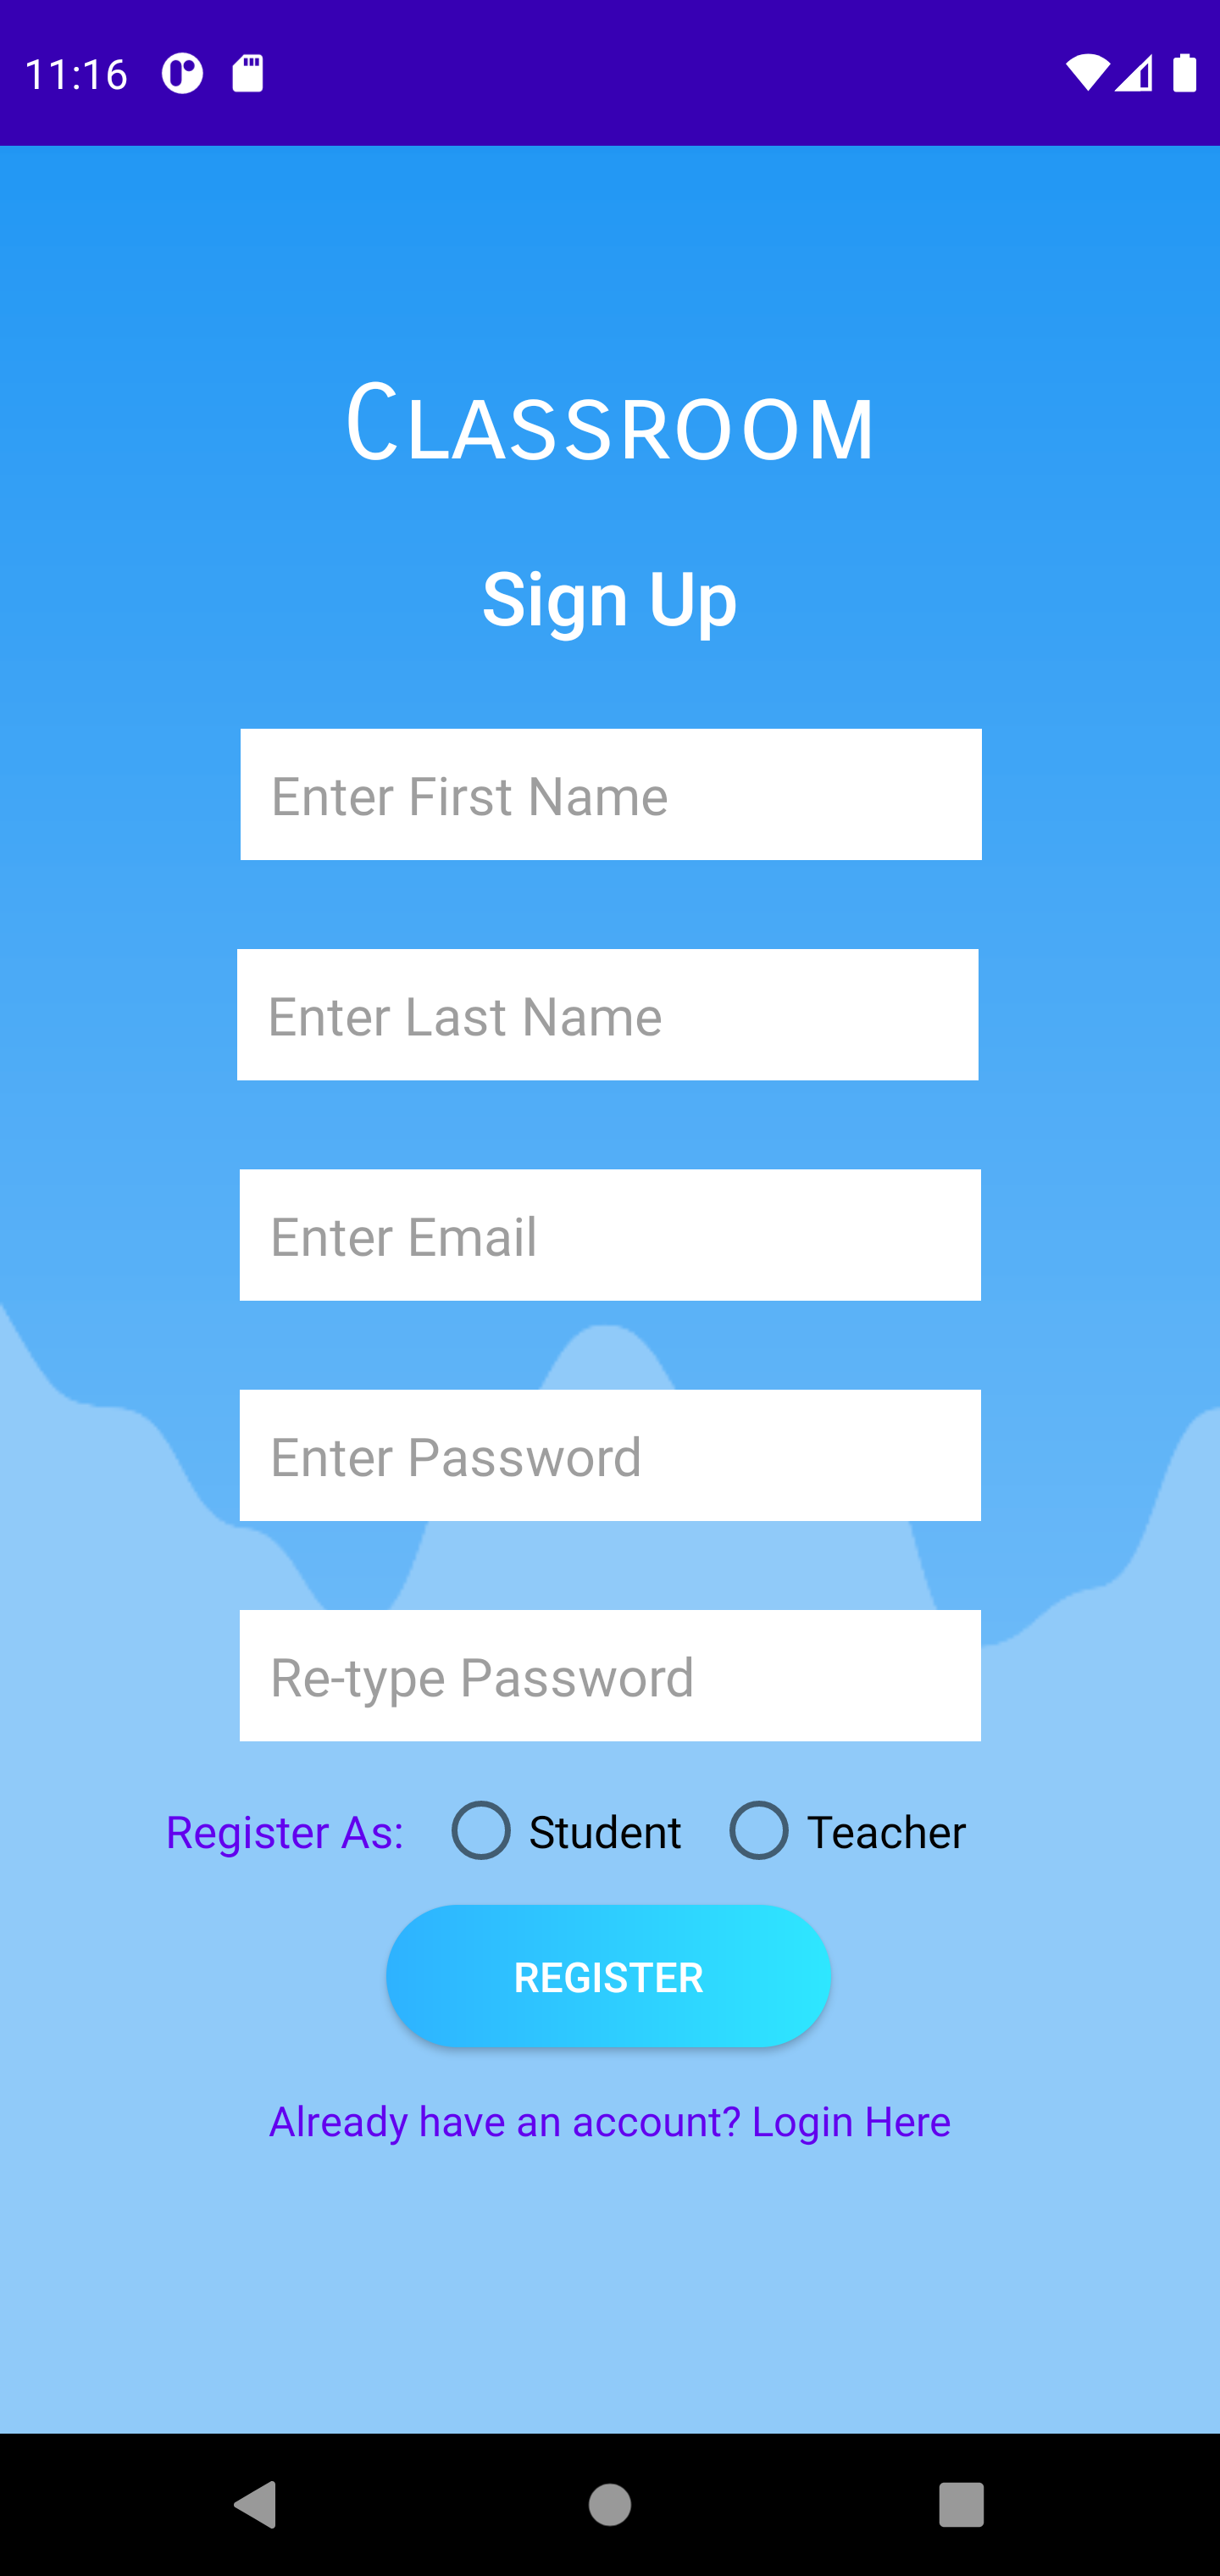 11:16
Classroom
Sign Up
Enter First Name
Enter Last Name
Enter Email
Enter Password
Re-type Password
Register As: Student Teacher
REGISTER
Already have an account? Login Here